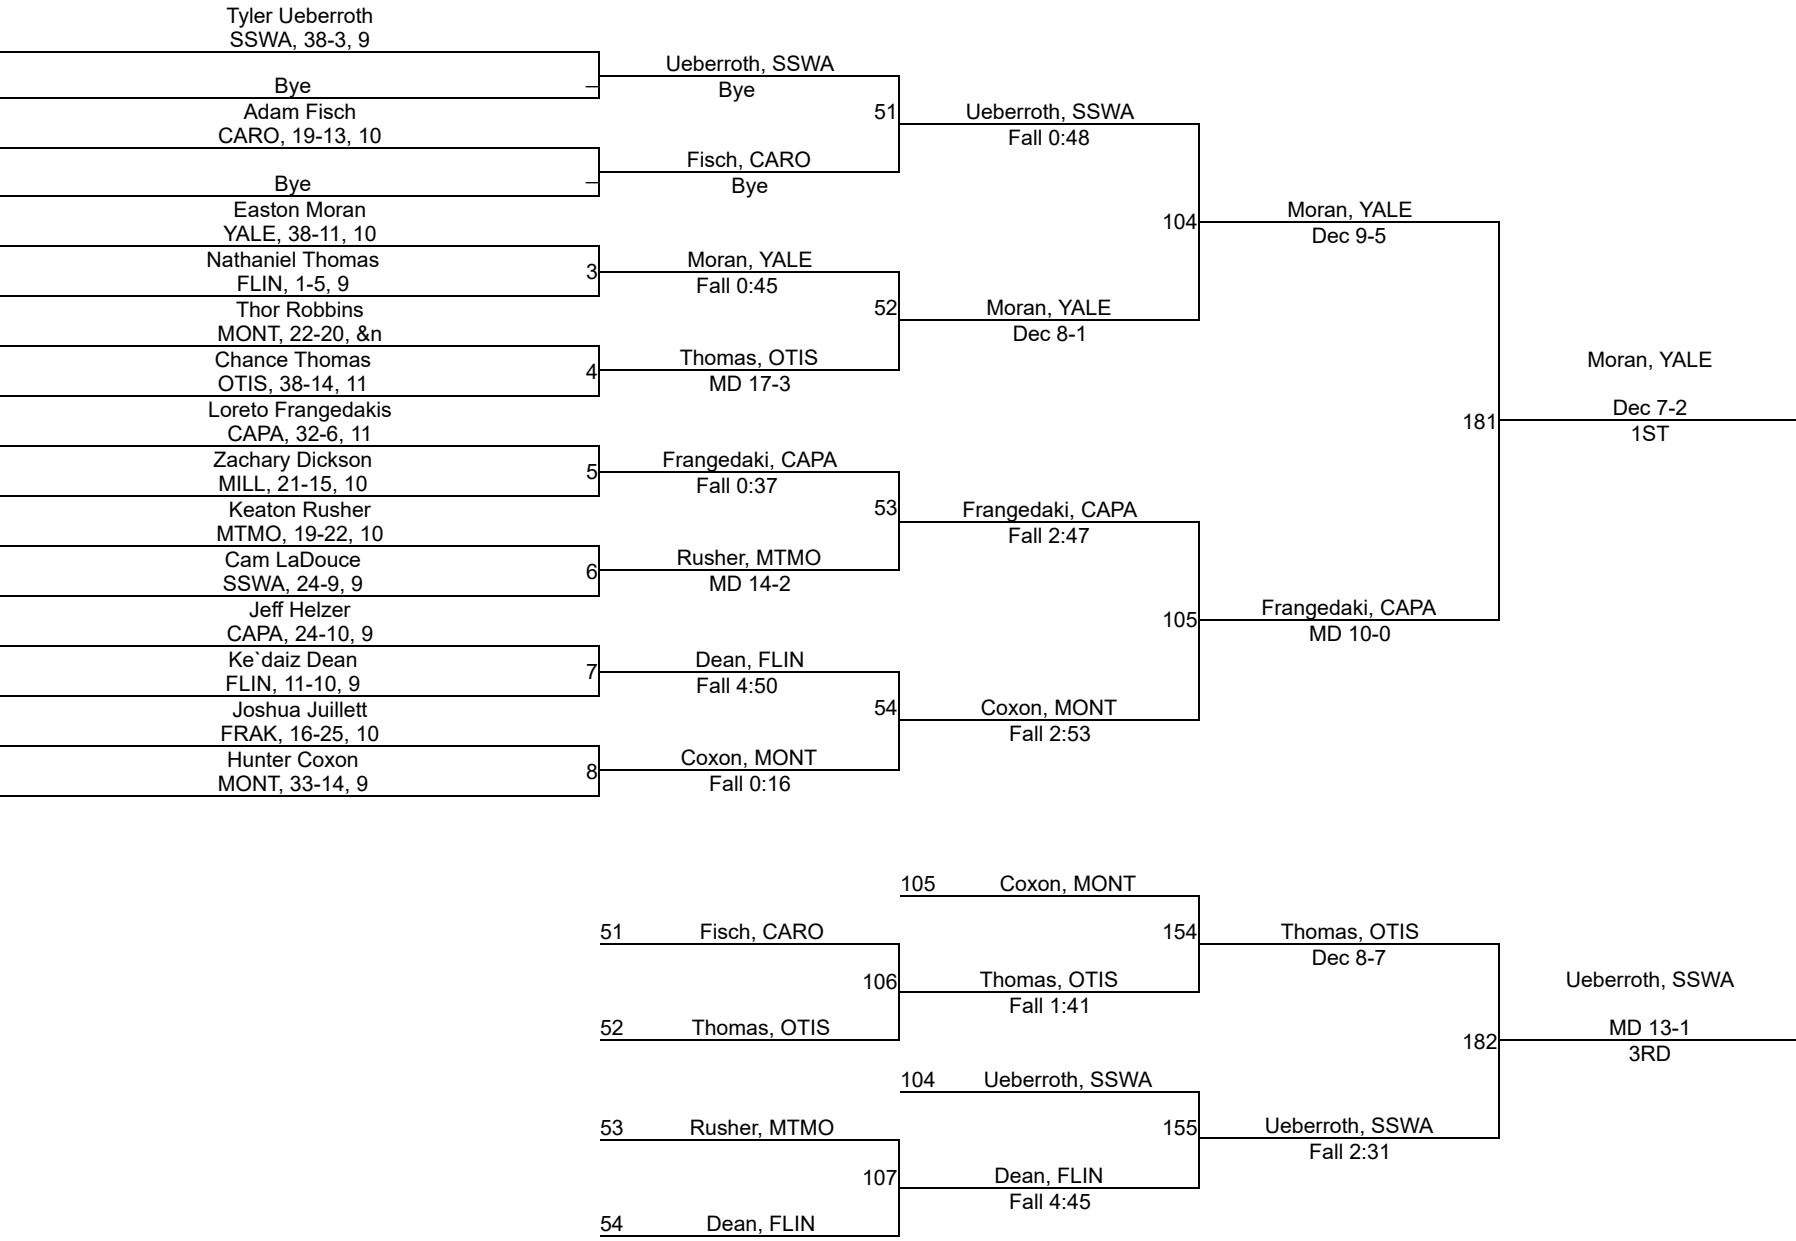 Tyler Ueberroth
SSWA, 38-3, 9
Bye
–
Adam Fisch
CARO, 19-13, 10
Bye
–
Easton Moran
YALE, 38-11, 10
Nathaniel Thomas
FLIN, 1-5, 9
3
Thor Robbins
MONT, 22-20, &n
Chance Thomas
OTIS, 38-14, 11
4
Loreto Frangedakis
CAPA, 32-6, 11
Zachary Dickson
MILL, 21-15, 10
5
Keaton Rusher
MTMO, 19-22, 10
Cam LaDouce
SSWA, 24-9, 9
6
Jeff Helzer
CAPA, 24-10, 9
Ke`daiz Dean
FLIN, 11-10, 9
7
Joshua Juillett
FRAK, 16-25, 10
Hunter Coxon
MONT, 33-14, 9
8
Ueberroth, SSWA
Bye
51
Fisch, CARO
Bye
Moran, YALE
Fall 0:45
52
Thomas, OTIS
MD 17-3
Frangedaki, CAPA
Fall 0:37
53
Rusher, MTMO
MD 14-2
Dean, FLIN
Fall 4:50
54
Coxon, MONT
Fall 0:16
Ueberroth, SSWA
Fall 0:48
104
Moran, YALE
Dec 8-1
Frangedaki, CAPA
Fall 2:47
105
Coxon, MONT
Fall 2:53
Moran, YALE
Dec 9-5
181
Frangedaki, CAPA
MD 10-0
Moran, YALE
Dec 7-2
1ST
51 Fisch, CARO
106
52 Thomas, OTIS
53 Rusher, MTMO
107
54 Dean, FLIN
105 Coxon, MONT
154
Thomas, OTIS
Fall 1:41
104 Ueberroth, SSWA
155
Dean, FLIN
Fall 4:45
Thomas, OTIS
Dec 8-7
182
Ueberroth, SSWA
Fall 2:31
Ueberroth, SSWA
MD 13-1
3RD